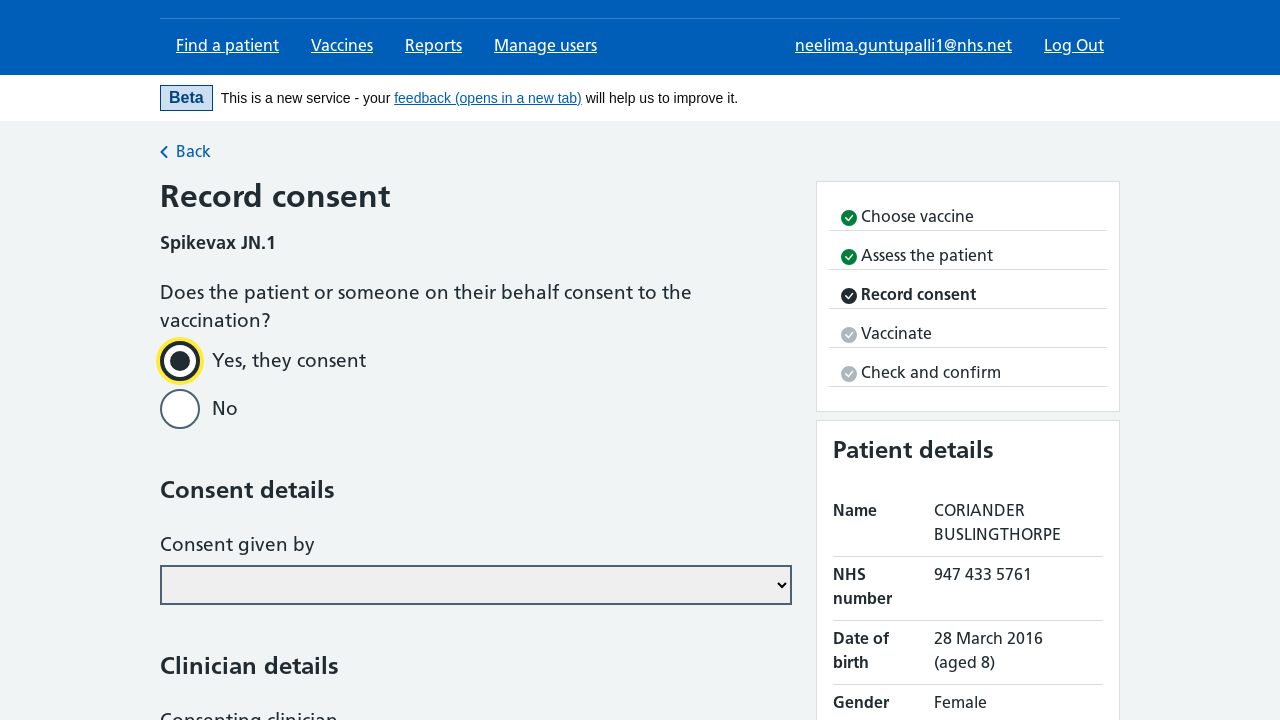 Find a patient
Vaccines
Reports
Manage users
neelima.guntupalli1@nhs.net
Log Out
Beta
This is a new service - your feedback (opens in a new tab) will help us to improve it.
Back
Record consent
Spikevax JN.1
Does the patient or someone on their behalf consent to the
vaccination?
Yes, they consent
No
Consent details
Consent given by
Clinician details
Consenting clinician
Choose vaccine
Assess the patient
Record consent
Vaccinate
Check and confirm
Patient details
Name
CORIANDER
BUSLINGTHORPE
NHS
number
947 433 5761
Date of
birth
28 March 2016
(aged 8)
Gender
Female